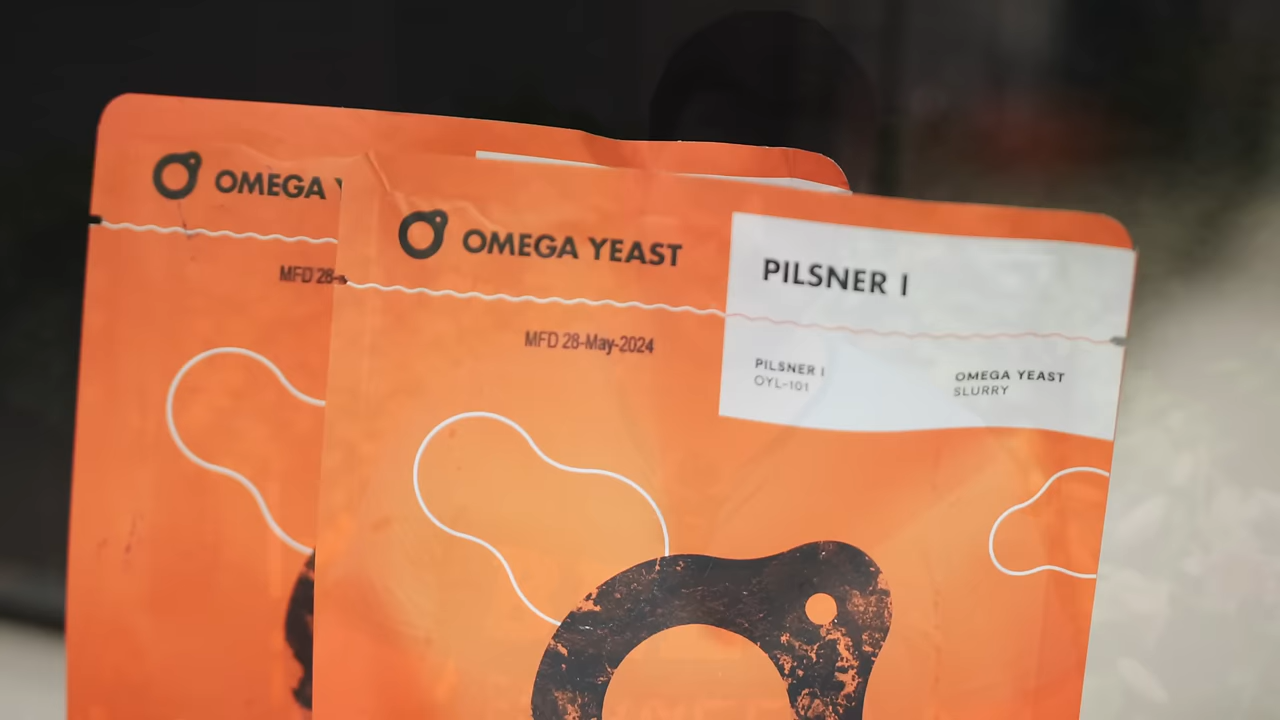 OMEGA
MFD 28-
OMEGA YEAST
MFD 28-May-2024
PILSNER I
PILSNER I
OYL-101
OMEGA YEAST
SLURRY